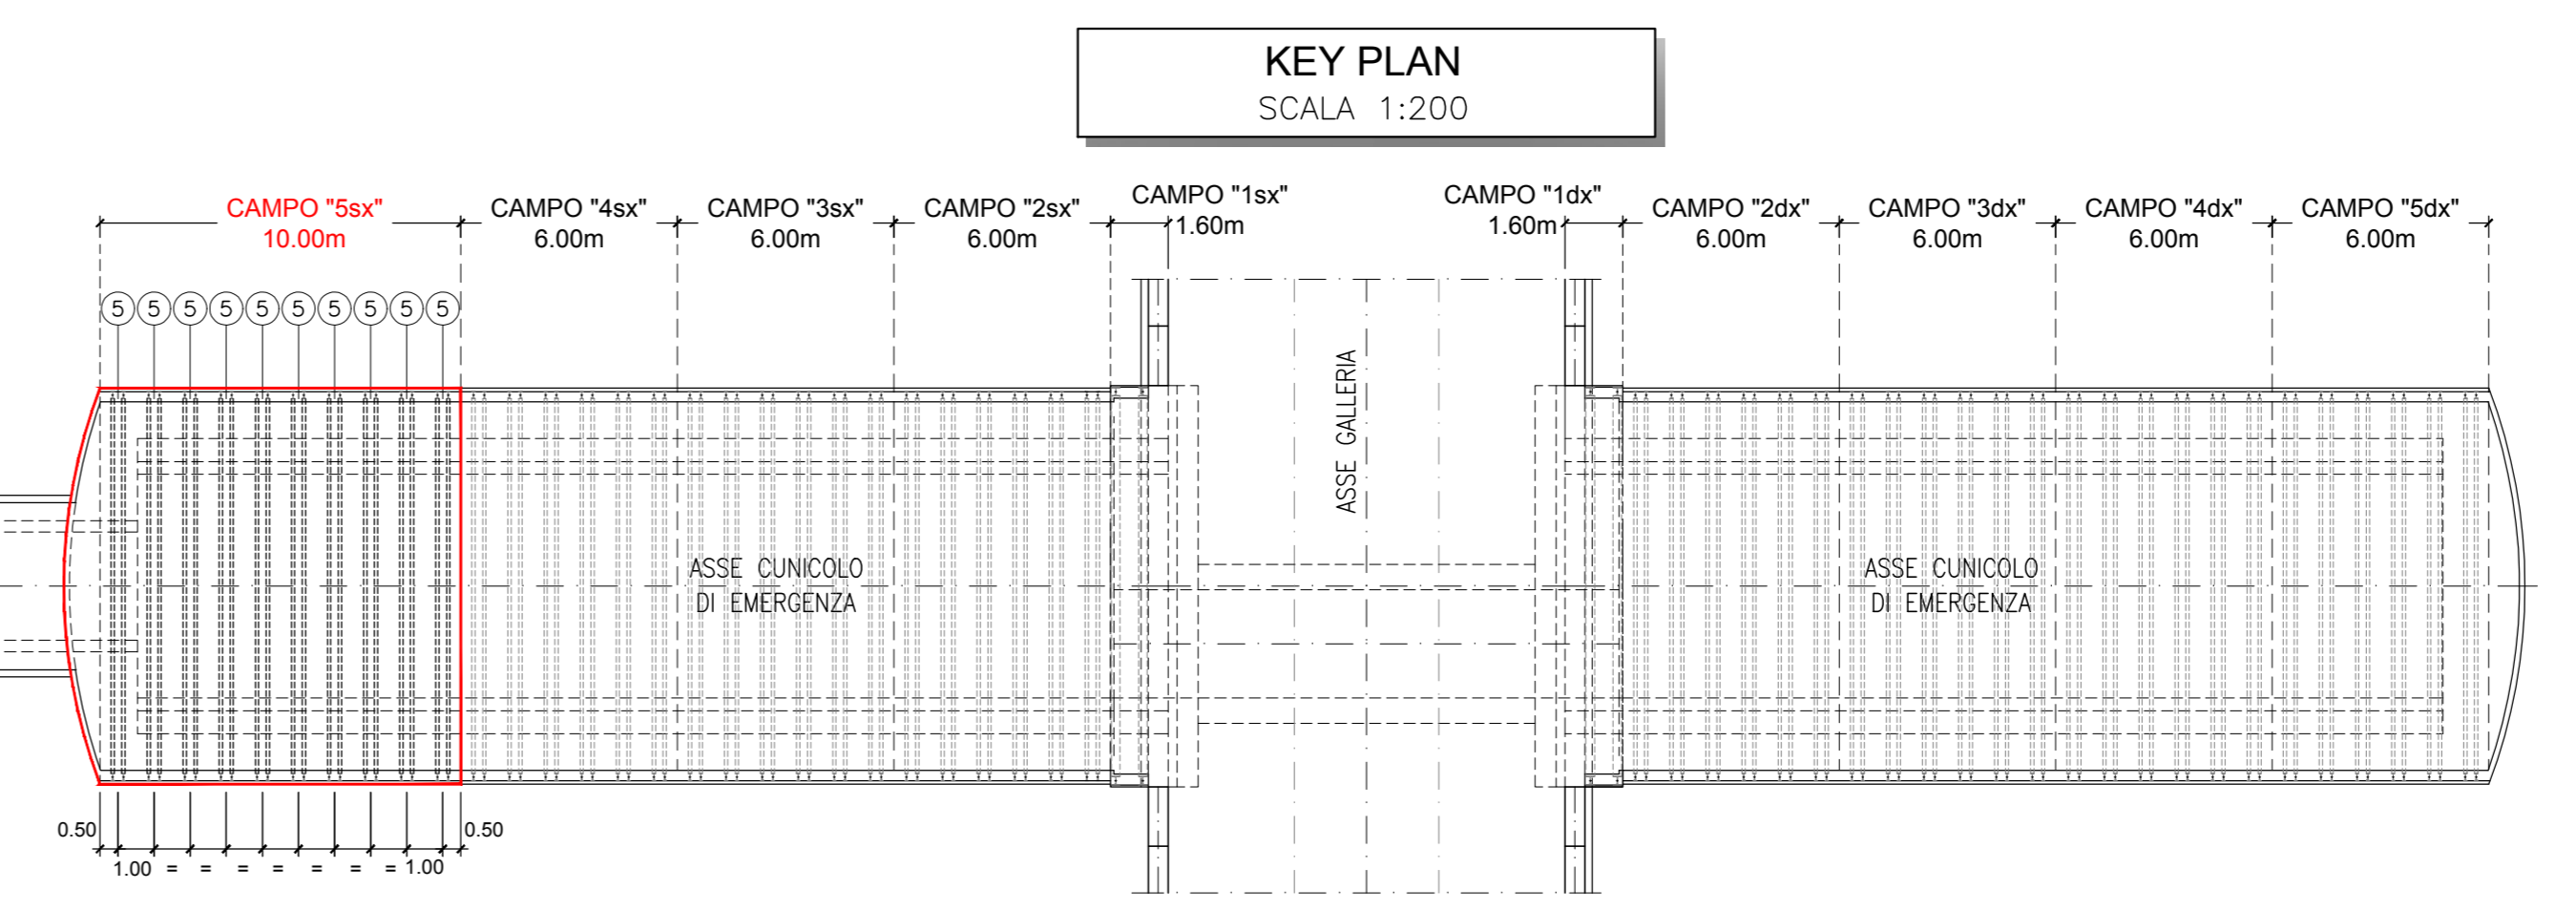 KEY PLAN
SCALA 1:200
CAMPO "5sx"
10.00m
CAMPO "4sx"
6.00m
CAMPO "3sx"
6.00m
CAMPO "2sx"
6.00m
CAMPO "1sx"
1.60m
CAMPO "1dx"
1.60m
CAMPO "2dx"
6.00m
CAMPO "3dx"
6.00m
CAMPO "4dx"
6.00m
CAMPO "5dx"
6.00m
5 5 5 5 5 5 5 5 5 5
ASSE GALLERIA
ASSE CUNICOLO
DI EMERGENZA
ASSE CUNICOLO
DI EMERGENZA
0.50 0.50
1.00 = = = = = = = 1.00